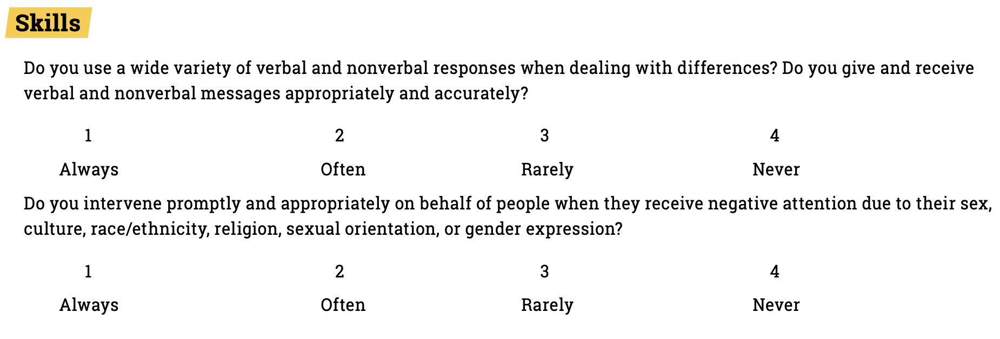 Skills
Do you use a wide variety of verbal and nonverbal responses when dealing with differences? Do you give and receive
verbal and nonverbal messages appropriately and accurately?
1 2 3 4
Always Often Rarely Never
Do you intervene promptly and appropriately on behalf of people when they receive negative attention due to their sex,
culture, race/ethnicity, religion, sexual orientation, or gender expression?
1 2 3 4
Always Often Rarely Never